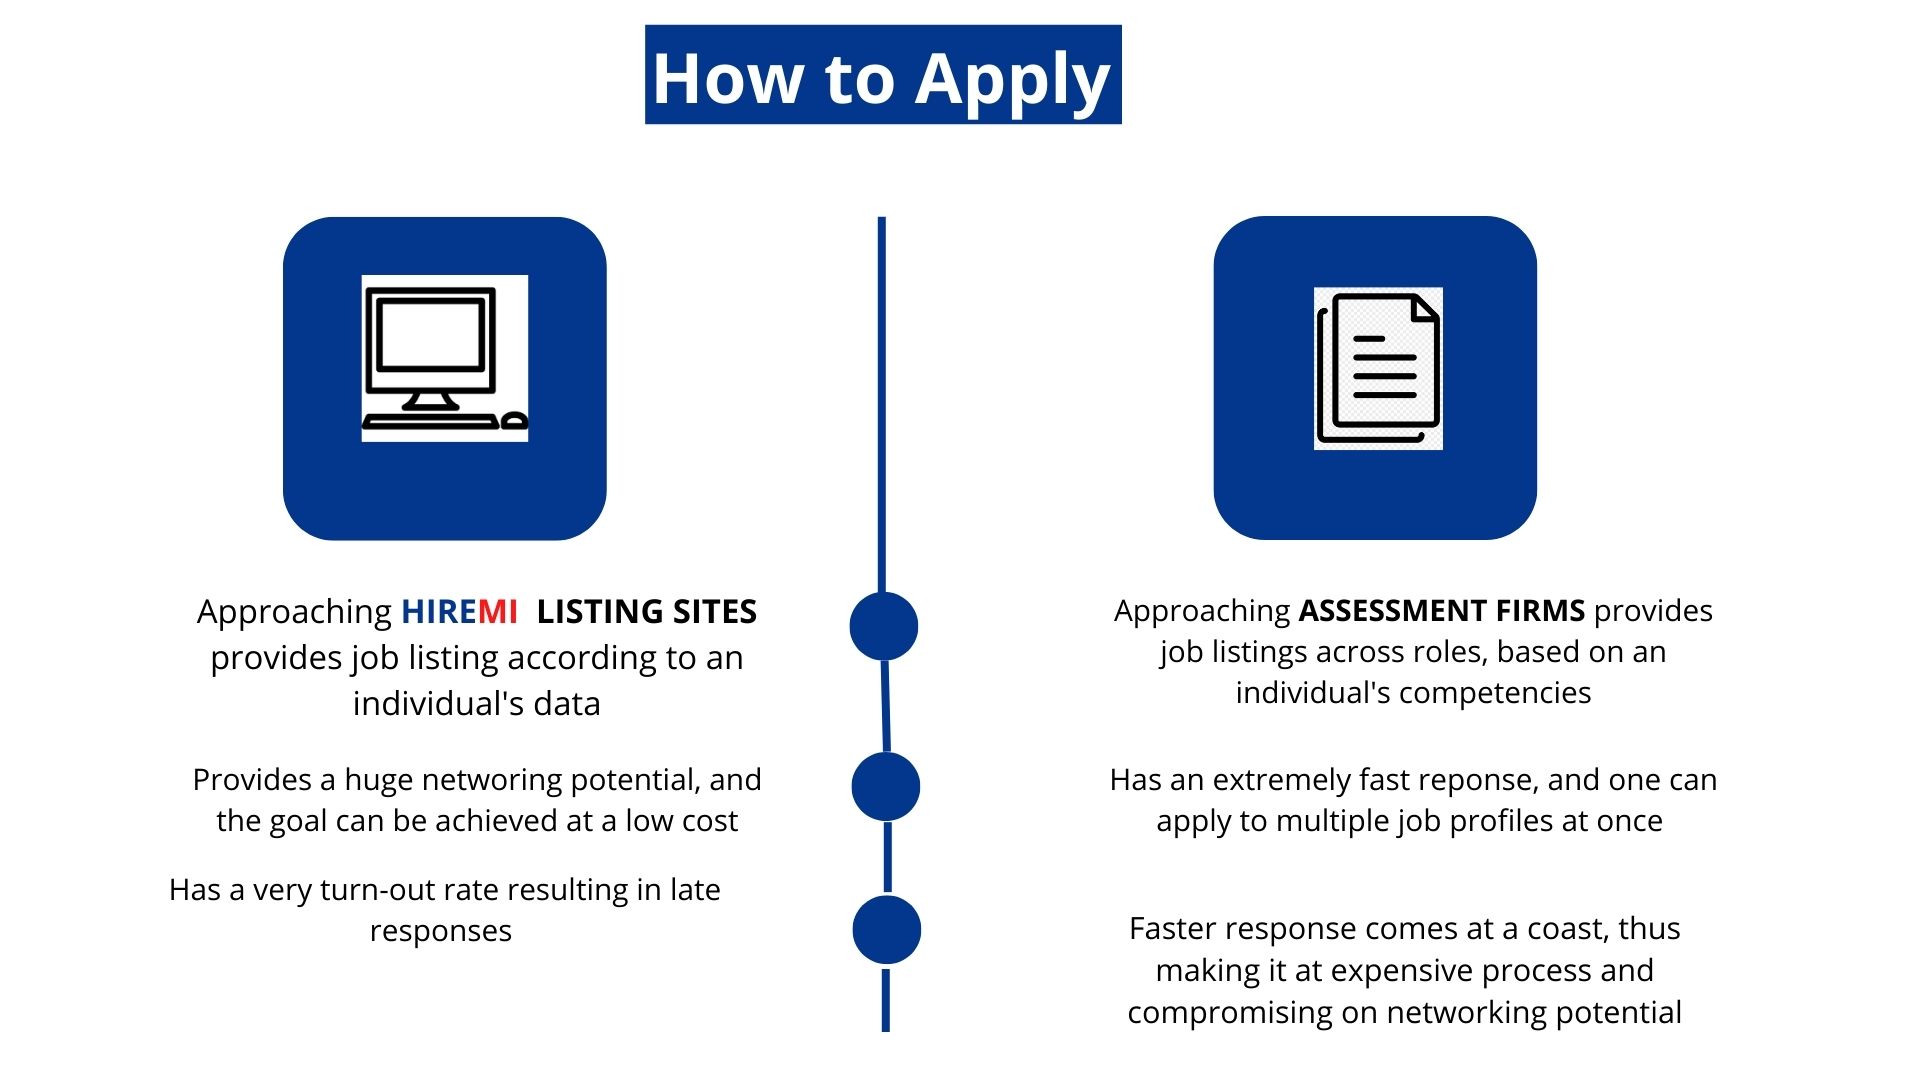 How to Apply
Approaching HIREMI LISTING SITES
provides job listing according to an
individual's data
Provides a huge networing potential, and
the goal can be achieved at a low cost
Has a very turn-out rate resulting in late
responses
Approaching ASSESSMENT FIRMS provides
job listings across roles, based on an
individual's competencies
Has an extremely fast reponse, and one can
apply to multiple job profiles at once
Faster response comes at a coast, thus
making it at expensive process and
compromising on networking potential